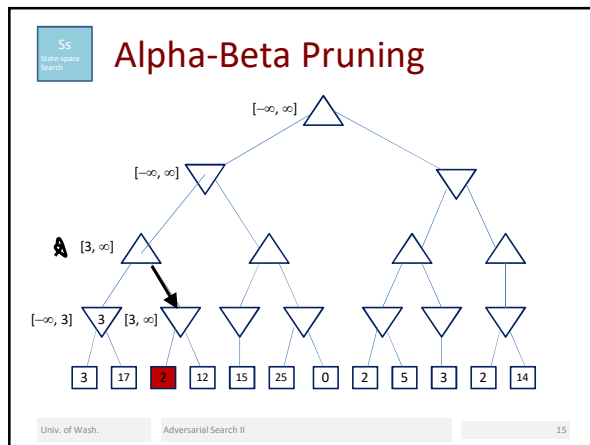 Ss
State-space
Search
Alpha-Beta Pruning
[−∞, ∞]
[−∞, ∞]
[3, ∞]
[−∞, 3] 3 [3, ∞]
3 17 2 12 15 25 0 2 5 3 2 14
Univ. of Wash. Adversarial Search II 15